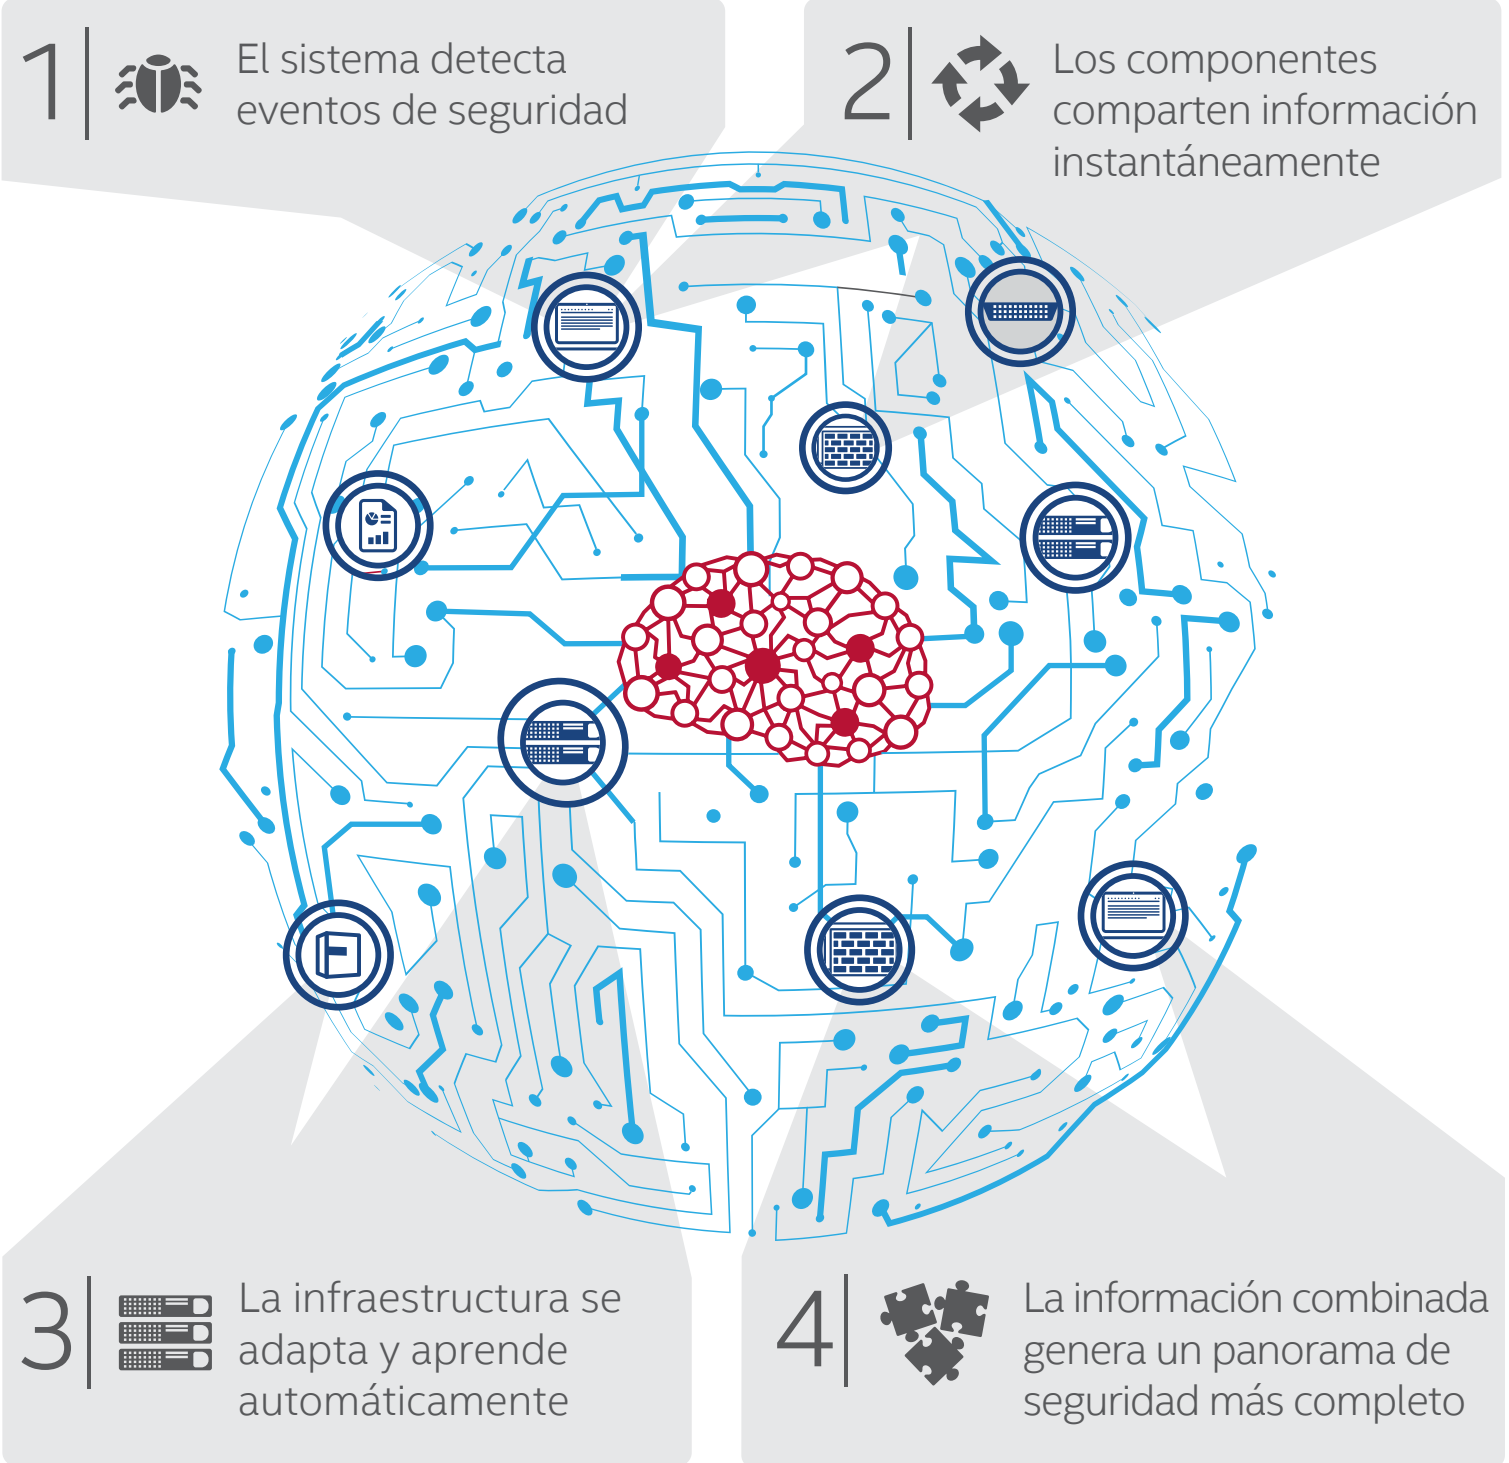 1
El sistema detecta
eventos de seguridad
2
Los componentes
comparten información
instantáneamente
3
La infraestructura se
adapta y aprende
automáticamente
4
La información combinada
genera un panorama de
seguridad más completo